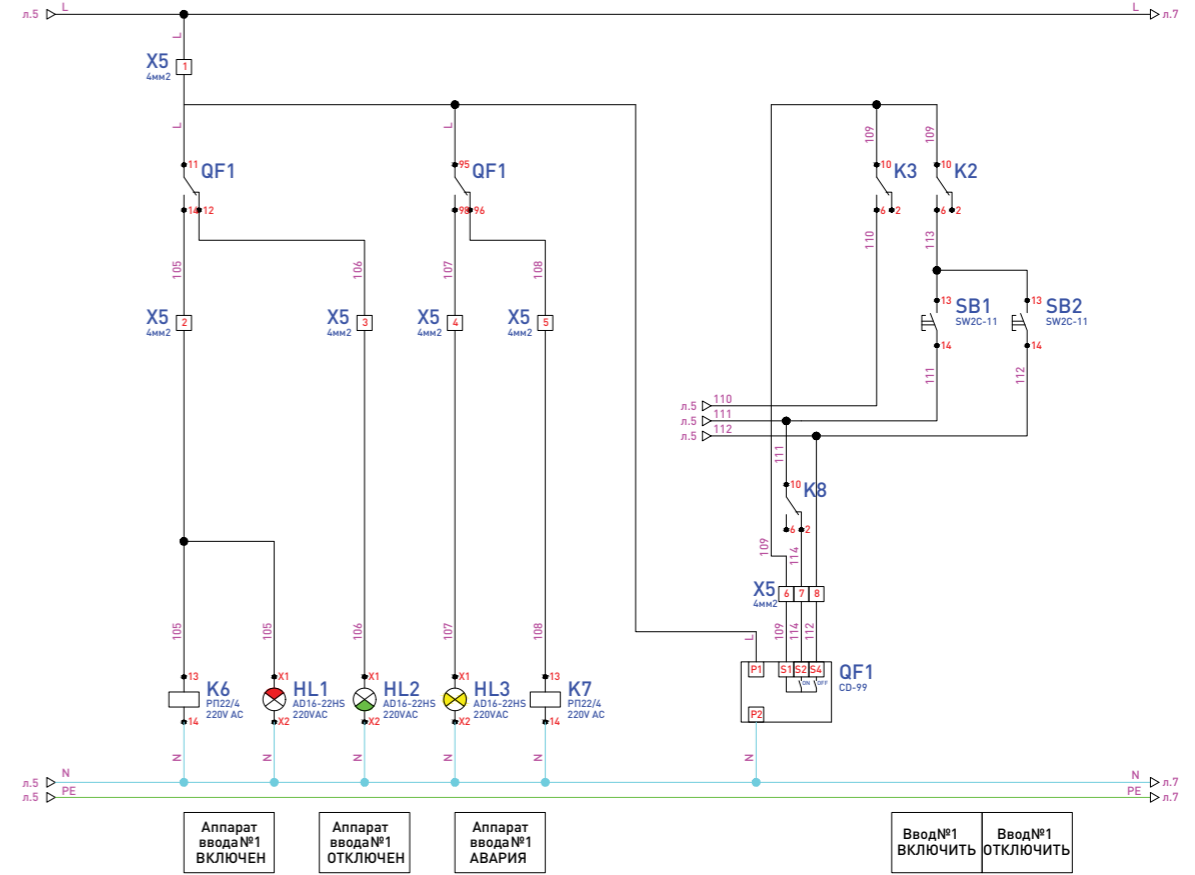 л.5
L
L
л.7
L
X5
1
4мм2
L
L
109
109
11
QF1
14
12
95
QF1
98
96
10
K3
6
2
10
K2
6
2
105
106
107
108
110
113
X5
2
4мм2
X5
3
4мм2
X5
4
4мм2
X5
5
4мм2
13
SB1
SW2C-11
14
13
SB2
SW2C-11
14
111
112
л.5
110
л.5
111
л.5
112
111
10
K8
6
2
109
114
X5
6
7
8
4мм2
105
105
106
107
108
L
109
114
112
13
K6
РП22/4
220V AC
14
X1
HL1
AD16-22HS
220VAC
X2
X1
HL2
AD16-22HS
220VAC
X2
X1
HL3
AD16-22HS
220VAC
X2
13
K7
РП22/4
220V AC
14
P1
S1
S2
S4
QF1
CD-99
ON
OFF
P2
N
N
N
N
N
N
л.5
N
N
л.7
л.5
PE
PE
л.7
Аппарат
ввода№1
ВКЛЮЧЕН
Аппарат
ввода№1
ОТКЛЮЧЕН
Аппарат
ввода№1
АВАРИЯ
Ввод№1
ВКЛЮЧИТЬ
Ввод№1
ОТКЛЮЧИТЬ